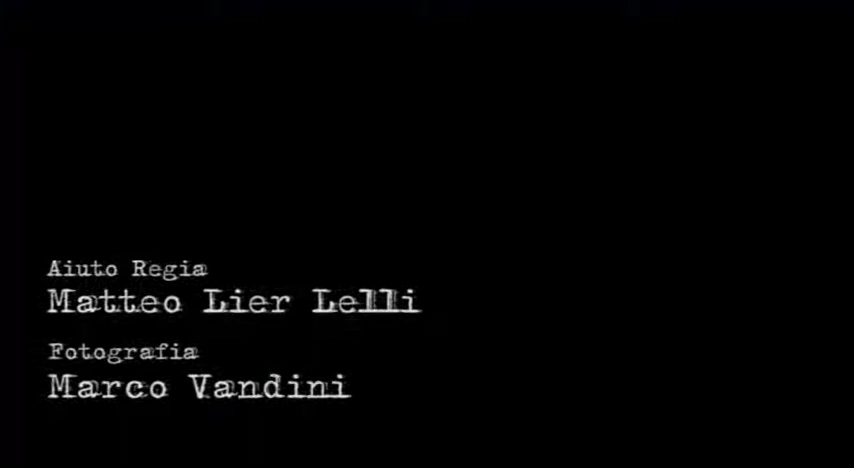 Aiuto Regia
Matteo Lier Lelli
Fotografia
Marco Vandini